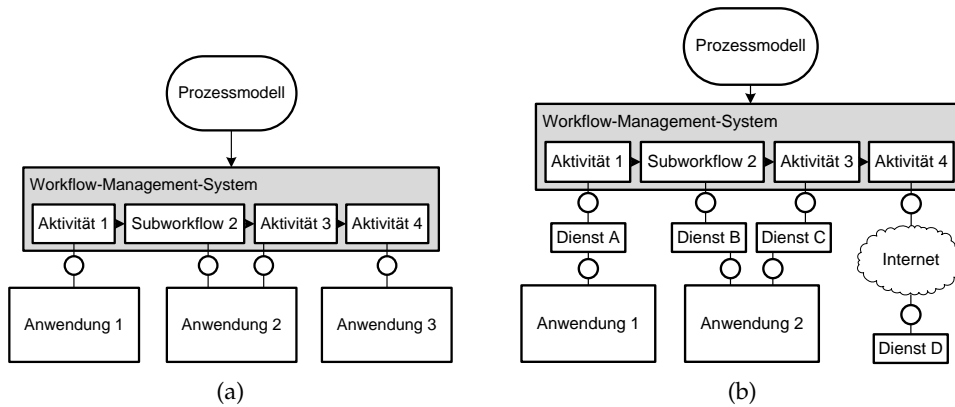 Prozessmodell
Workflow-Management-System
Aktivität 1 Subworkflow 2 Aktivität 3 Aktivität 4
Anwendung 1 Anwendung 2 Anwendung 3
(a)
Prozessmodell
Workflow-Management-System
Aktivität 1 Subworkflow 2 Aktivität 3 Aktivität 4
Dienst A Dienst B Dienst C
Internet
Anwendung 1 Anwendung 2
Dienst D
(b)